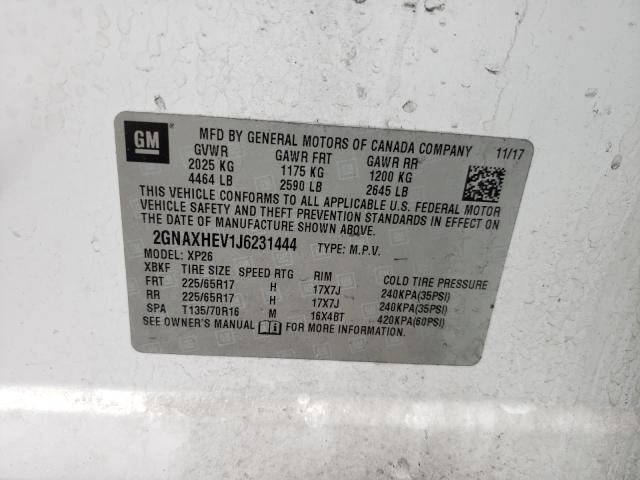 GM
MFD BY GENERAL MOTORS OF CANADA COMPANY 11/17
GVWR GAWR FRT GAWR RR
2025 KG 1175 KG 1200 KG
4464 LB 2590 LB 2645 LB
THIS VEHICLE CONFORMS TO ALL APPLICABLE U.S. FEDERAL MOTOR
VEHICLE SAFETY AND THEFT PREVENTION STANDARDS IN EFFECT ON
THE DATE OF MANUFACTURE SHOWN ABOVE.
2GNAXHEV1J6231444 TYPE: M.P.V.
MODEL: XP26
XBKF TIRE SIZE SPEED RTG RIM COLD TIRE PRESSURE
FRT 225/65R17 H 17X7J 240KPA(35PSI)
RR 225/65R17 H 17X7J 240KPA(35PSI)
SPA T135/70R16 M 16X4BT 420KPA(60PSI)
SEE OWNER'S MANUAL FOR MORE INFORMATION.